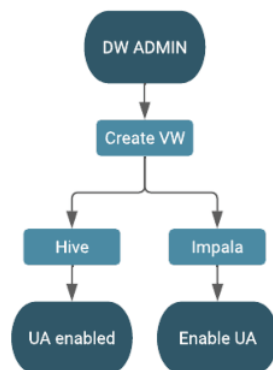 DW ADMIN
Create VW
Hive
Impala
UA enabled
Enable UA